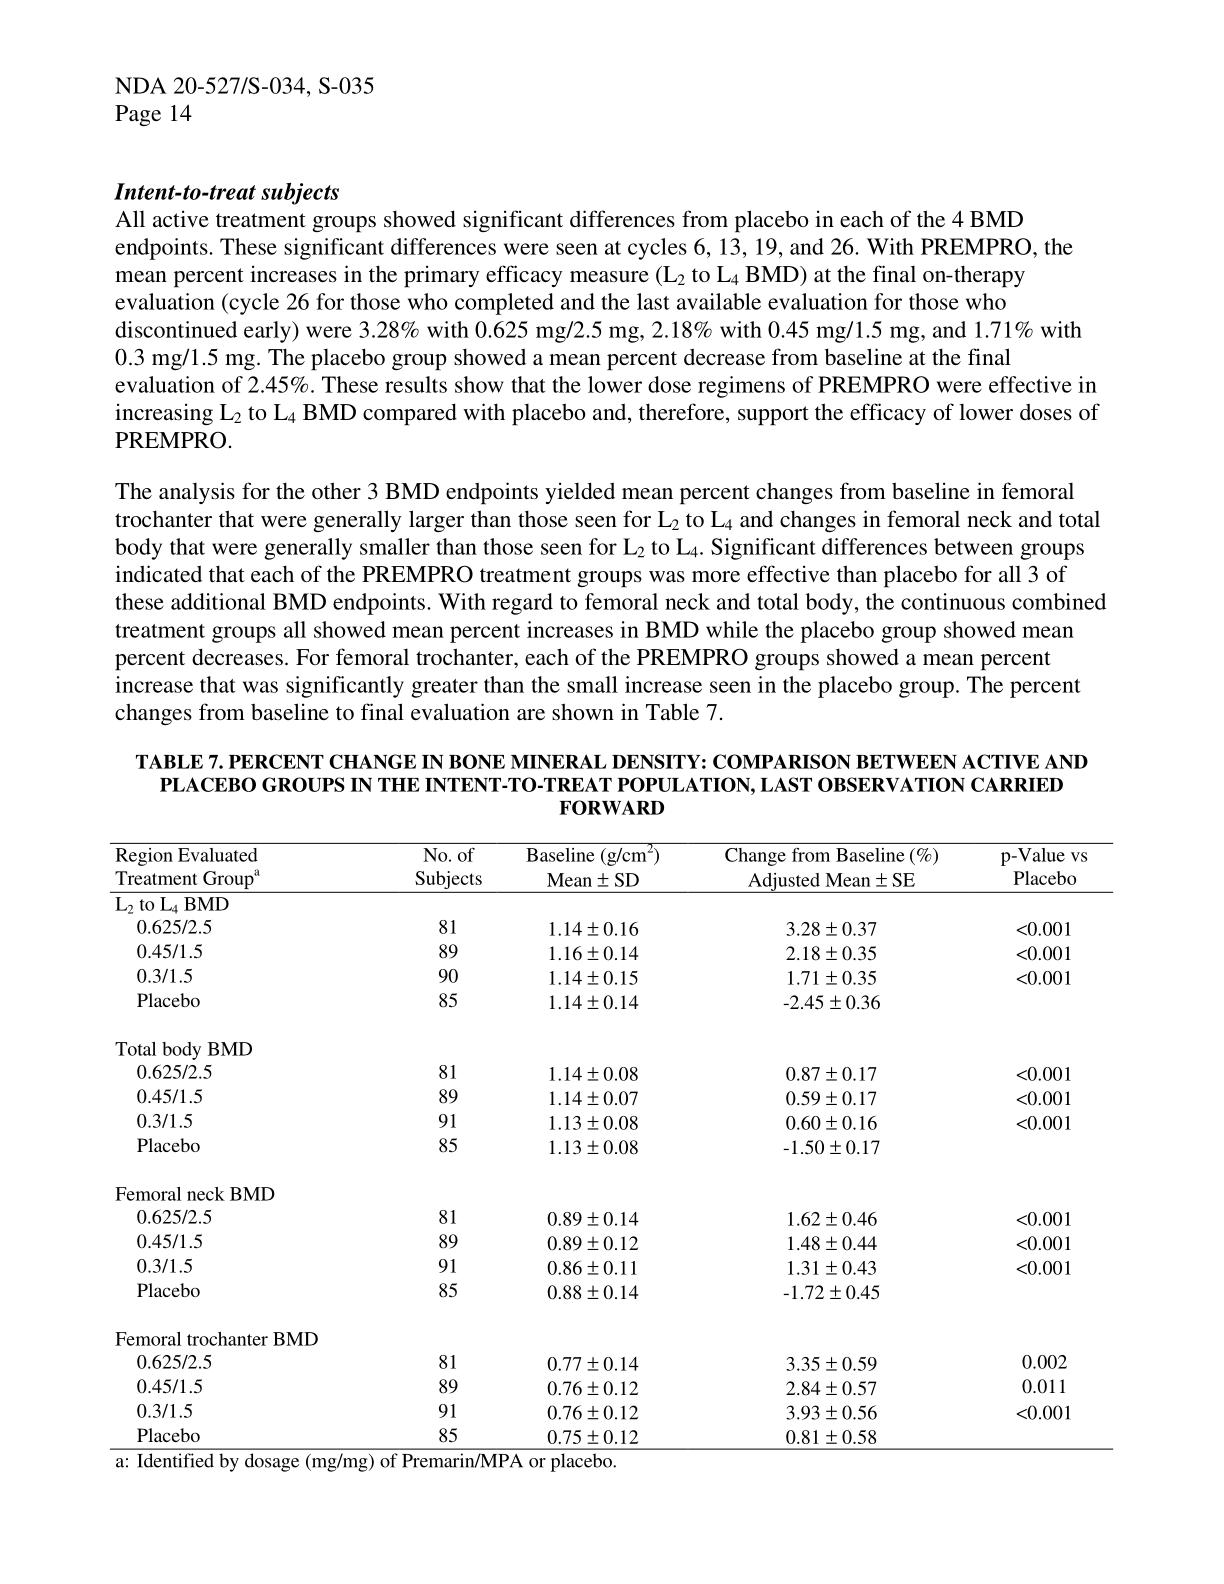 NDA 20-527/S-034, S-035
Page 14
Intent-to-treat subjects
All active treatment groups showed significant differences from placebo in each of the 4 BMD
endpoints. These significant differences were seen at cycles 6, 13, 19, and 26. With PREMPRO, the
mean percent increases in the primary efficacy measure (L2 to L4 BMD) at the final on-therapy
evaluation (cycle 26 for those who completed and the last available evaluation for those who
discontinued early) were 3.28% with 0.625 mg/2.5 mg, 2.18% with 0.45 mg/1.5 mg, and 1.71% with
0.3 mg/1.5 mg. The placebo group showed a mean percent decrease from baseline at the final
evaluation of 2.45%. These results show that the lower dose regimens of PREMPRO were effective in
increasing L2 to L4 BMD compared with placebo and, therefore, support the efficacy of lower doses of
PREMPRO.
The analysis for the other 3 BMD endpoints yielded mean percent changes from baseline in femoral
trochanter that were generally larger than those seen for L2 to L4 and changes in femoral neck and total
body that were generally smaller than those seen for L2 to L4. Significant differences between groups
indicated that each of the PREMPRO treatment groups was more effective than placebo for all 3 of
these additional BMD endpoints. With regard to femoral neck and total body, the continuous combined
treatment groups all showed mean percent increases in BMD while the placebo group showed mean
percent decreases. For femoral trochanter, each of the PREMPRO groups showed a mean percent
increase that was significantly greater than the small increase seen in the placebo group. The percent
changes from baseline to final evaluation are shown in Table 7.
TABLE 7. PERCENT CHANGE IN BONE MINERAL DENSITY: COMPARISON BETWEEN ACTIVE AND
PLACEBO GROUPS IN THE INTENT-TO-TREAT POPULATION, LAST OBSERVATION CARRIED
FORWARD
Region Evaluated No. of Baseline (g/cm2) Change from Baseline (%) p-Value vs
Treatment Groupa Subjects Mean ± SD Adjusted Mean ± SE Placebo
L2 to L4 BMD
0.625/2.5 81 1.14 ± 0.16 3.28 ± 0.37 <0.001
0.45/1.5 89 1.16 ± 0.14 2.18 ± 0.35 <0.001
0.3/1.5 90 1.14 ± 0.15 1.71 ± 0.35 <0.001
Placebo 85 1.14 ± 0.14 -2.45 ± 0.36
Total body BMD
0.625/2.5 81 1.14 ± 0.08 0.87 ± 0.17 <0.001
0.45/1.5 89 1.14 ± 0.07 0.59 ± 0.17 <0.001
0.3/1.5 91 1.13 ± 0.08 0.60 ± 0.16 <0.001
Placebo 85 1.13 ± 0.08 -1.50 ± 0.17
Femoral neck BMD
0.625/2.5 81 0.89 ± 0.14 1.62 ± 0.46 <0.001
0.45/1.5 89 0.89 ± 0.12 1.48 ± 0.44 <0.001
0.3/1.5 91 0.86 ± 0.11 1.31 ± 0.43 <0.001
Placebo 85 0.88 ± 0.14 -1.72 ± 0.45
Femoral trochanter BMD
0.625/2.5 81 0.77 ± 0.14 3.35 ± 0.59 0.002
0.45/1.5 89 0.76 ± 0.12 2.84 ± 0.57 0.011
0.3/1.5 91 0.76 ± 0.12 3.93 ± 0.56 <0.001
Placebo 85 0.75 ± 0.12 0.81 ± 0.58
a: Identified by dosage (mg/mg) of Premarin/MPA or placebo.